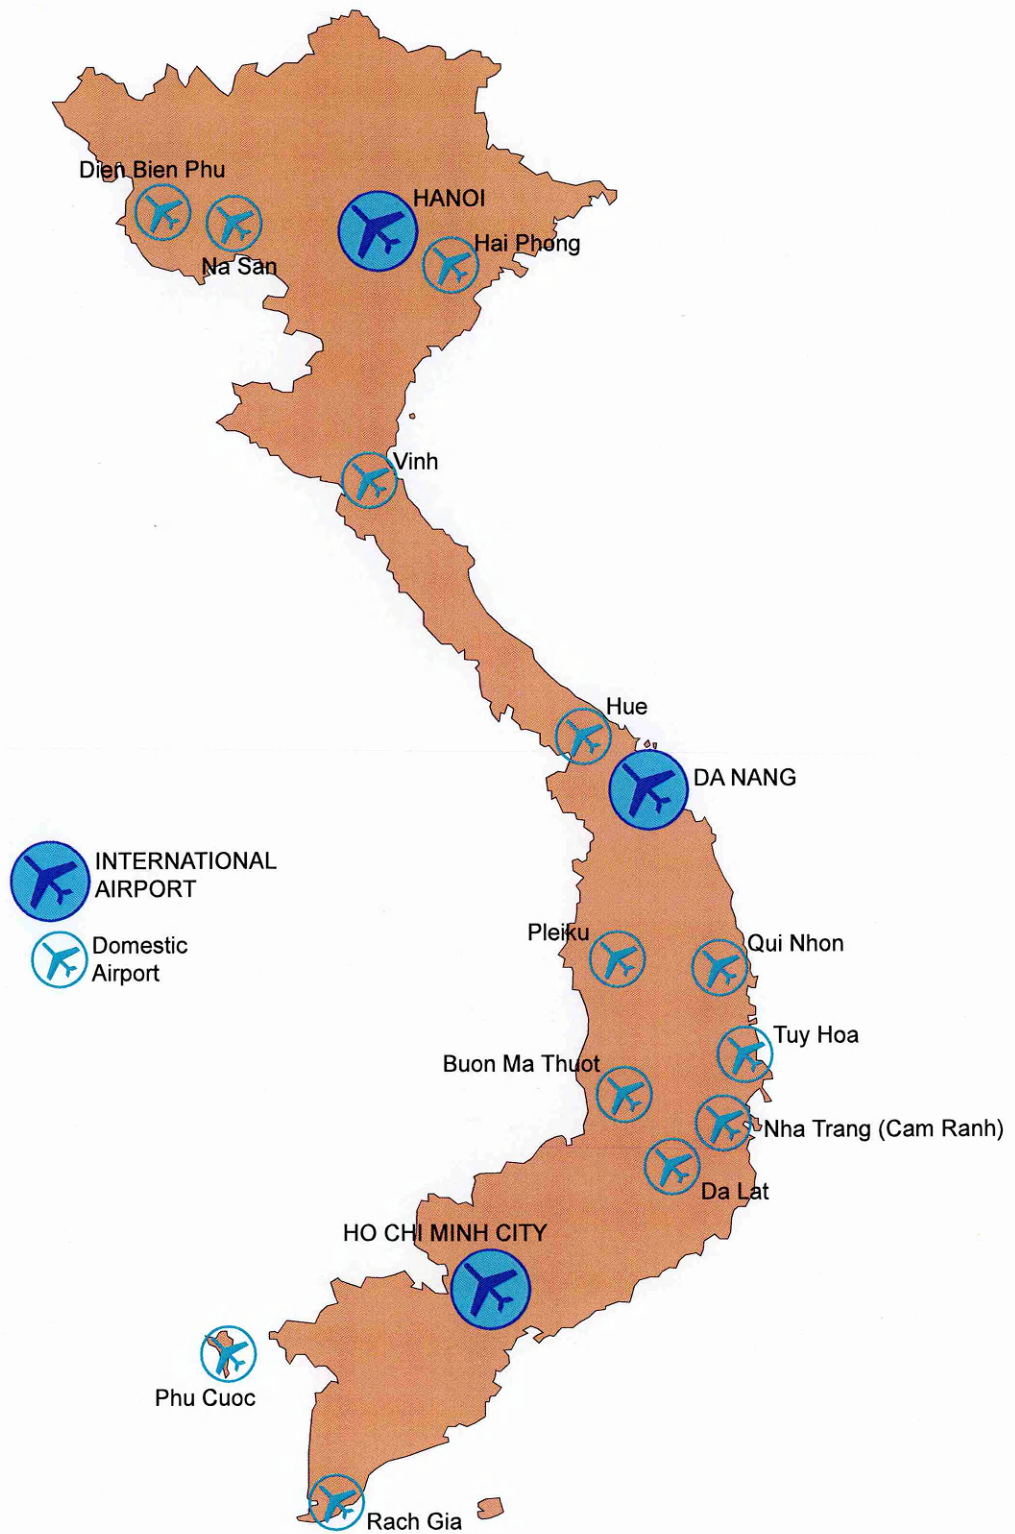 Dien Bien Phu
HANOI
Hai Phong
Na San
Vinh
Hue
DA NANG
INTERNATIONAL
AIRPORT
Domestic
Airport
Pleiku
Qui Nhon
Tuy Hoa
Buon Ma Thuot
Nha Trang (Cam Ranh)
Da Lat
HO CHI MINH CITY
Phu Cuoc
Rach Gia